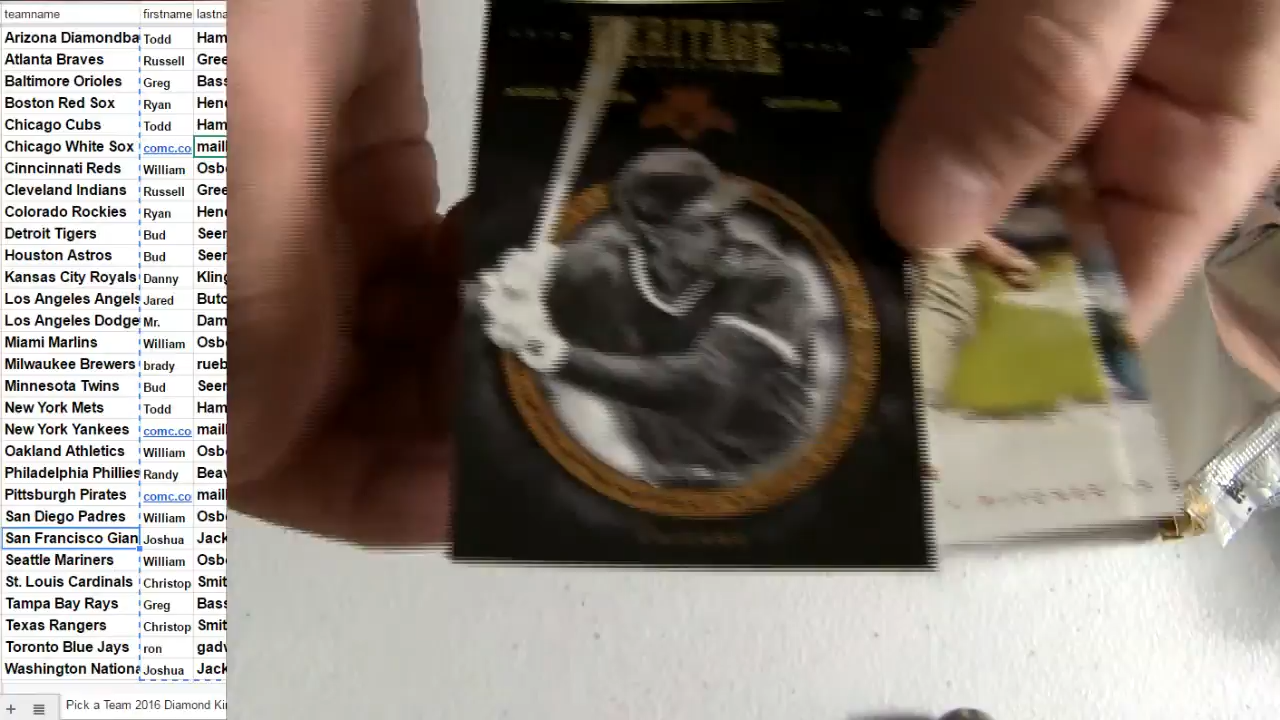 teamname firstname lastna
Arizona Diamondba Todd Ham
Atlanta Braves Russell Gree
Baltimore Orioles Greg Bass
Boston Red Sox Ryan Hend
Chicago Cubs Todd Ham
Chicago White Sox comc.co mail
Cinncinnati Reds William Osb
Cleveland Indians Russell Gree
Colorado Rockies Ryan Hend
Detroit Tigers Bud Seer
Houston Astros Bud Seer
Kansas City Royals Danny Kling
Los Angeles Angels Jared Buto
Los Angeles Dodge Mr. Dam
Miami Marlins William Osb
Milwaukee Brewers brady rueb
Minnesota Twins Bud Seer
New York Mets Todd Ham
New York Yankees comc.co mail
Oakland Athletics William Osb
Philadelphia Phillies Randy Beav
Pittsburgh Pirates comc.co mail
San Diego Padres William Osb
San Francisco Gian Joshua Jack
Seattle Mariners William Osb
St. Louis Cardinals Christop Smit
Tampa Bay Rays Greg Bass
Texas Rangers Christop Smit
Toronto Blue Jays ron gadv
Washington Nationa Joshua Jack
Pick a Team 2016 Diamond Kin
HERITAGE